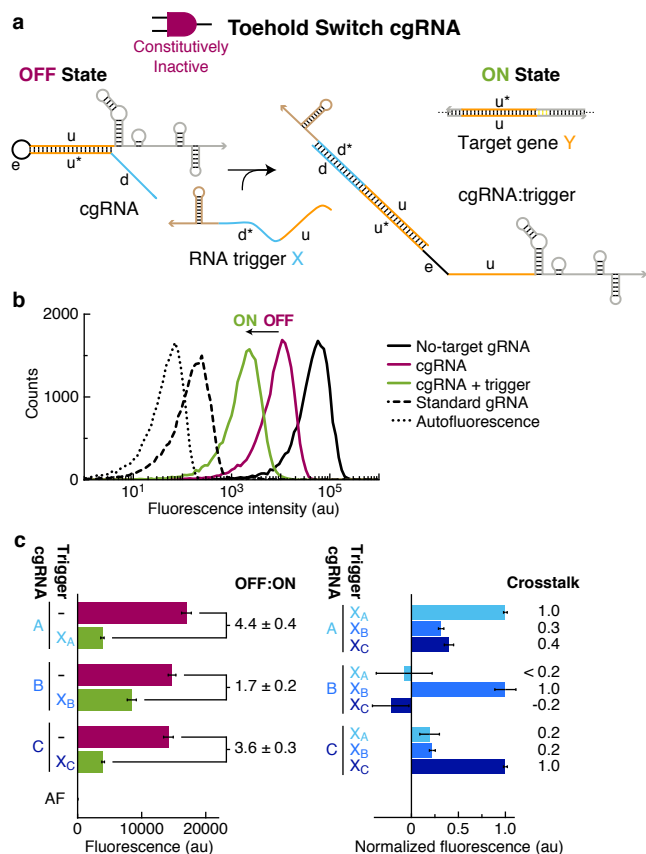 a
Toehold Switch cgRNA
Constitutively
Inactive
OFF State
ON State
u
u*
e
d
cgRNA
d*
u
RNA trigger X
d*
d
u
u*
e
u
u*
u
Target gene Y
cgRNA:trigger
b
2000
1000
0
Counts
ON OFF
10¹ 10³ 10⁵
Fluorescence intensity (au)
No-target gRNA
cgRNA
cgRNA + trigger
Standard gRNA
Autofluorescence
c
cgRNA
Trigger
OFF:ON
A
-
X_A
4.4 ± 0.4
B
-
X_B
1.7 ± 0.2
C
-
X_C
3.6 ± 0.3
AF
0 10000 20000
Fluorescence (au)
cgRNA
Trigger
Crosstalk
A
X_A 1.0
X_B 0.3
X_C 0.4
B
X_A < 0.2
X_B 1.0
X_C -0.2
C
X_A 0.2
X_B 0.2
X_C 1.0
0 0.5 1.0
Normalized fluorescence (au)